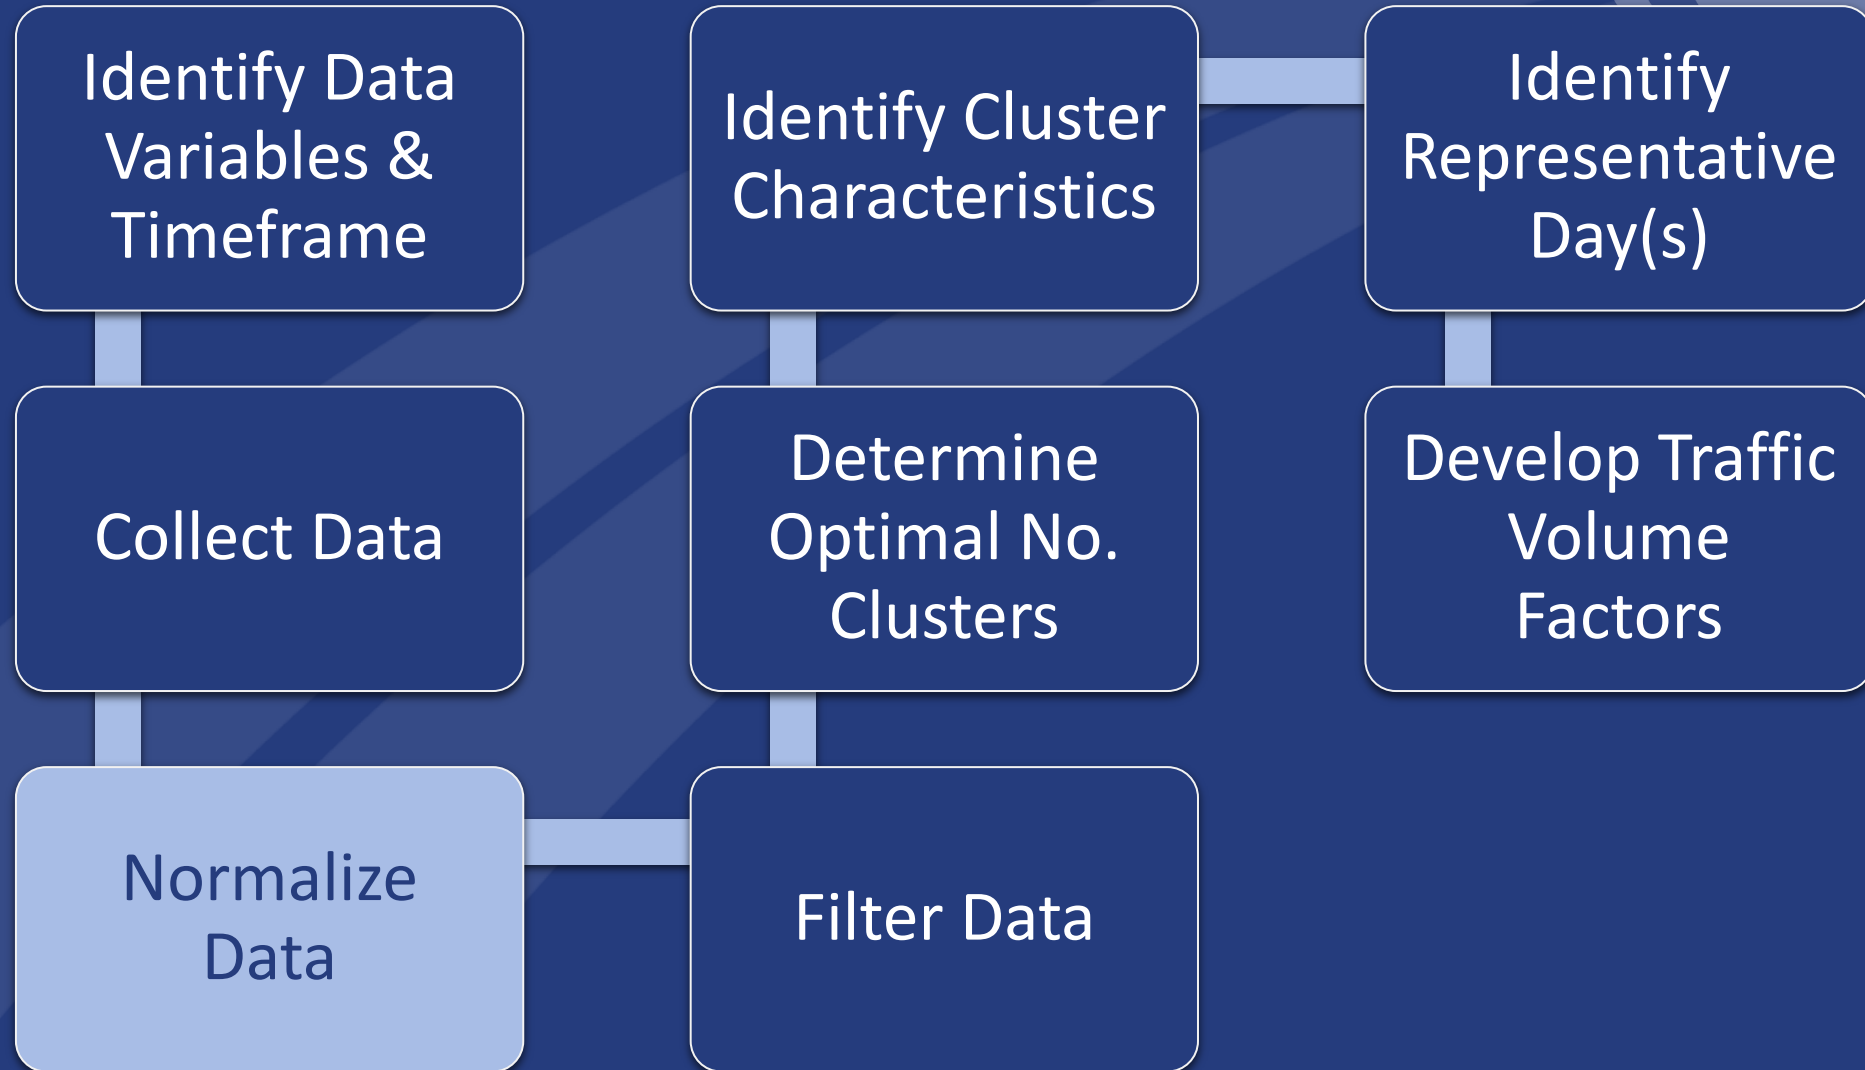 Identify Data
Variables &
Timeframe
Collect Data
Normalize
Data
Filter Data
Determine
Optimal No.
Clusters
Identify Cluster
Characteristics
Identify
Representative
Day(s)
Develop Traffic
Volume
Factors